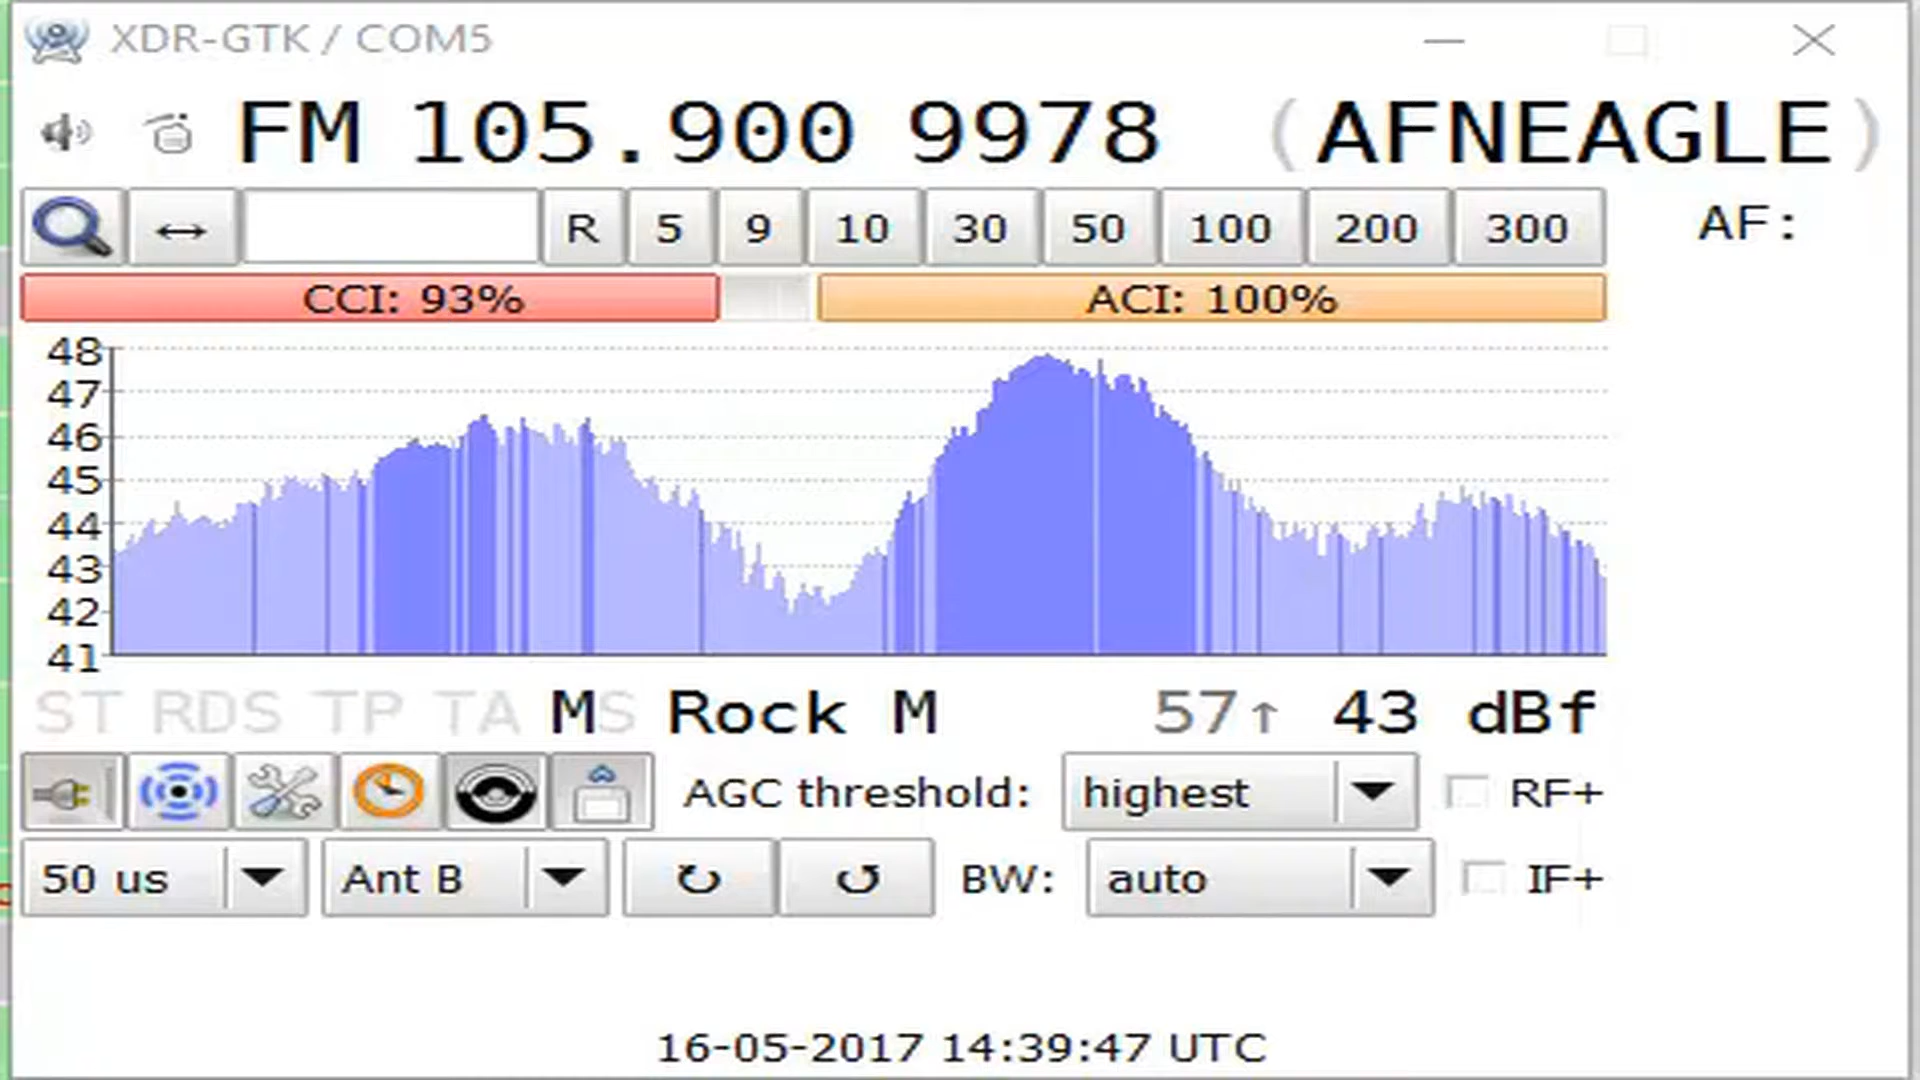 XDR-GTK / COM5
FM 105.900 9978 (AFNEAGLE)
R 5 9 10 30 50 100 200 300 AF:
CCI: 93% ACI: 100%
48
47
46
45
44
43
42
41
ST RDS TP TA MS Rock M 57↑ 43 dBf
AGC threshold: highest RF+
50 us Ant B ↻ ↺ BW: auto IF+
16-05-2017 14:39:47 UTC